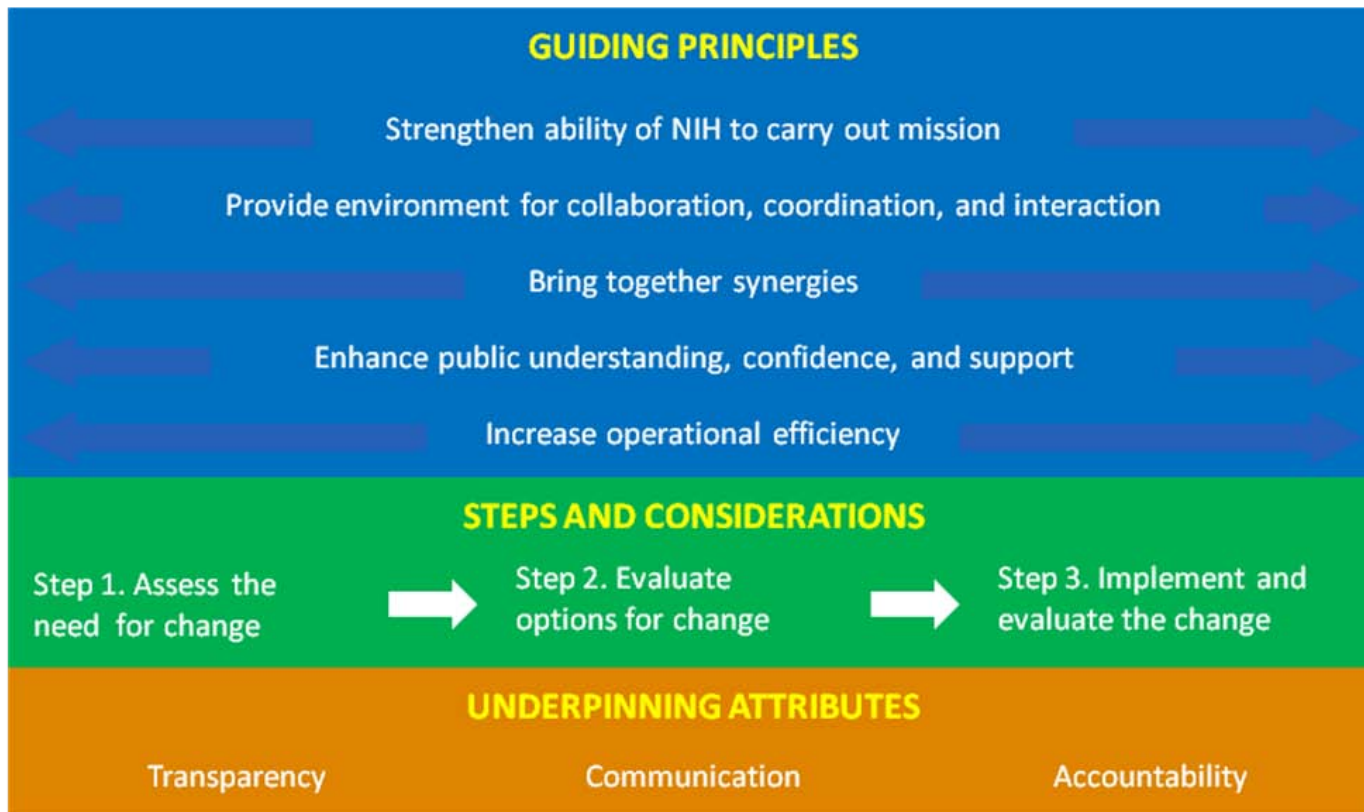 GUIDING PRINCIPLES
Strengthen ability of NIH to carry out mission
Provide environment for collaboration, coordination, and interaction
Bring together synergies
Enhance public understanding, confidence, and support
Increase operational efficiency
STEPS AND CONSIDERATIONS
Step 1. Assess the
need for change
Step 2. Evaluate
options for change
Step 3. Implement and
evaluate the change
UNDERPINNING ATTRIBUTES
Transparency
Communication
Accountability